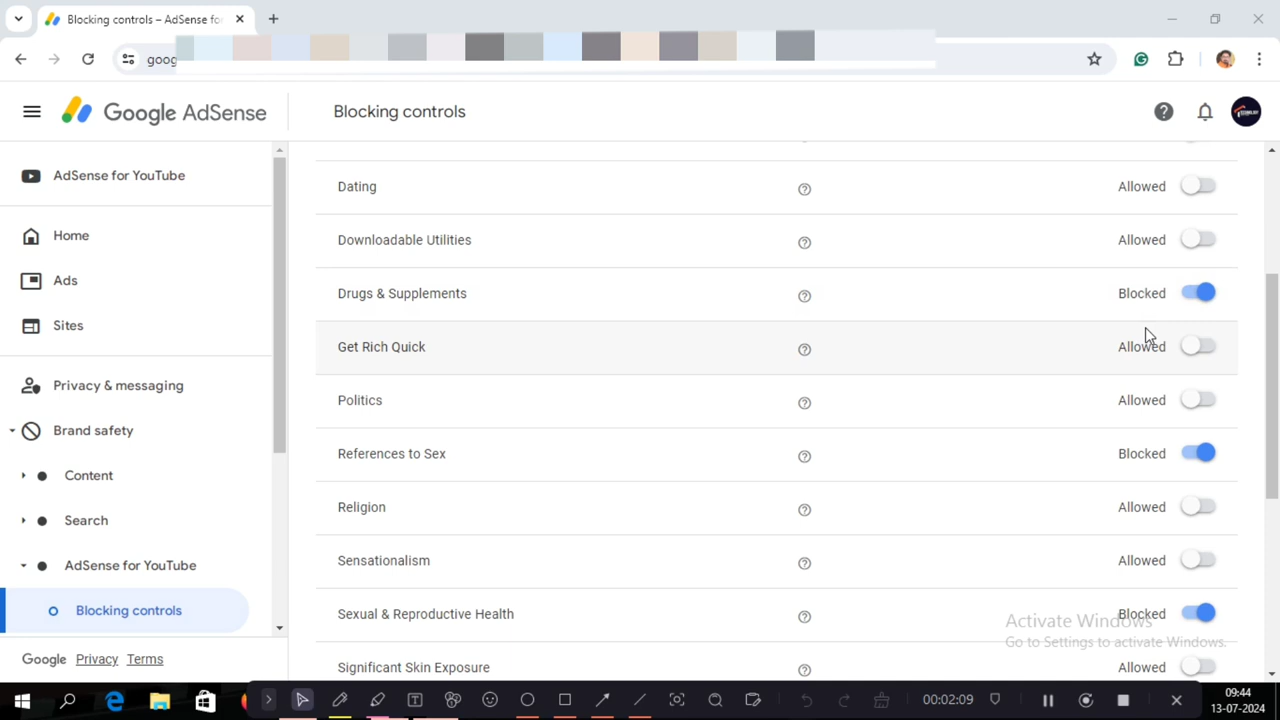 Blocking controls – AdSense fo
goog
Google AdSense
Blocking controls
AdSense for YouTube
Home
Ads
Sites
Privacy & messaging
Brand safety
Content
Search
AdSense for YouTube
Blocking controls
Google Privacy Terms
Dating Allowed
Downloadable Utilities Allowed
Drugs & Supplements Blocked
Get Rich Quick Allowed
Politics Allowed
References to Sex Blocked
Religion Allowed
Sensationalism Allowed
Sexual & Reproductive Health Blocked
Significant Skin Exposure Allowed
Activate Windows
Go to Settings to activate Windows.
00:02:09
09:44
13-07-2024